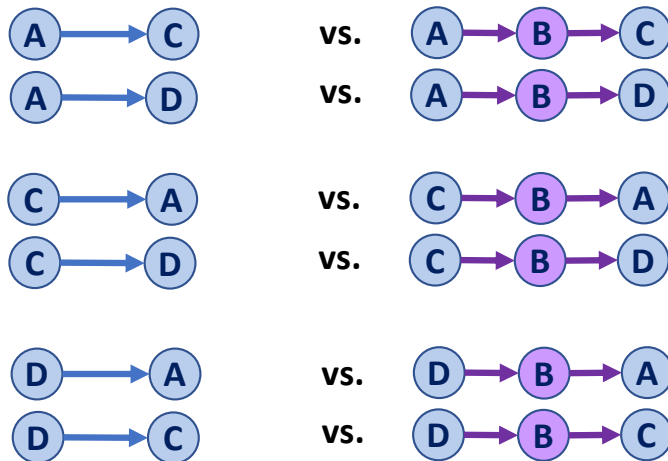 A C vs. A B C
A D vs. A B D
C A vs. C B A
C D vs. C B D
D A vs. D B A
D C vs. D B C